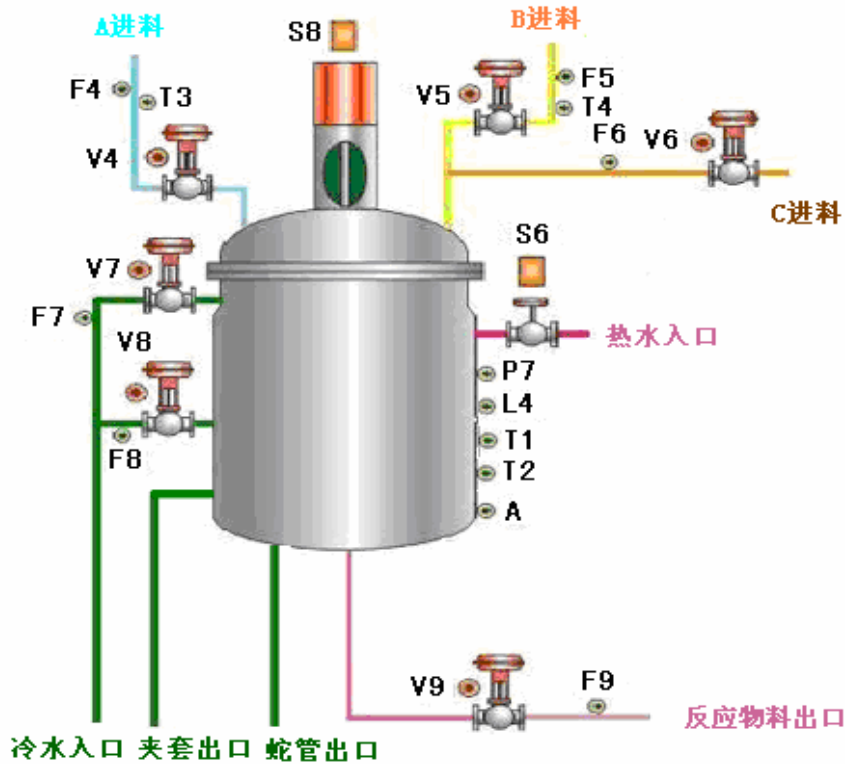 A进料
S8
B进料
F4
T3
V5
F5
T4
V4
F6
V6
C进料
V7
S6
F7
V8
热水入口
P7
L4
F8
T1
T2
A
V9
F9
反应物料出口
冷水入口 夹套出口 蛇管出口